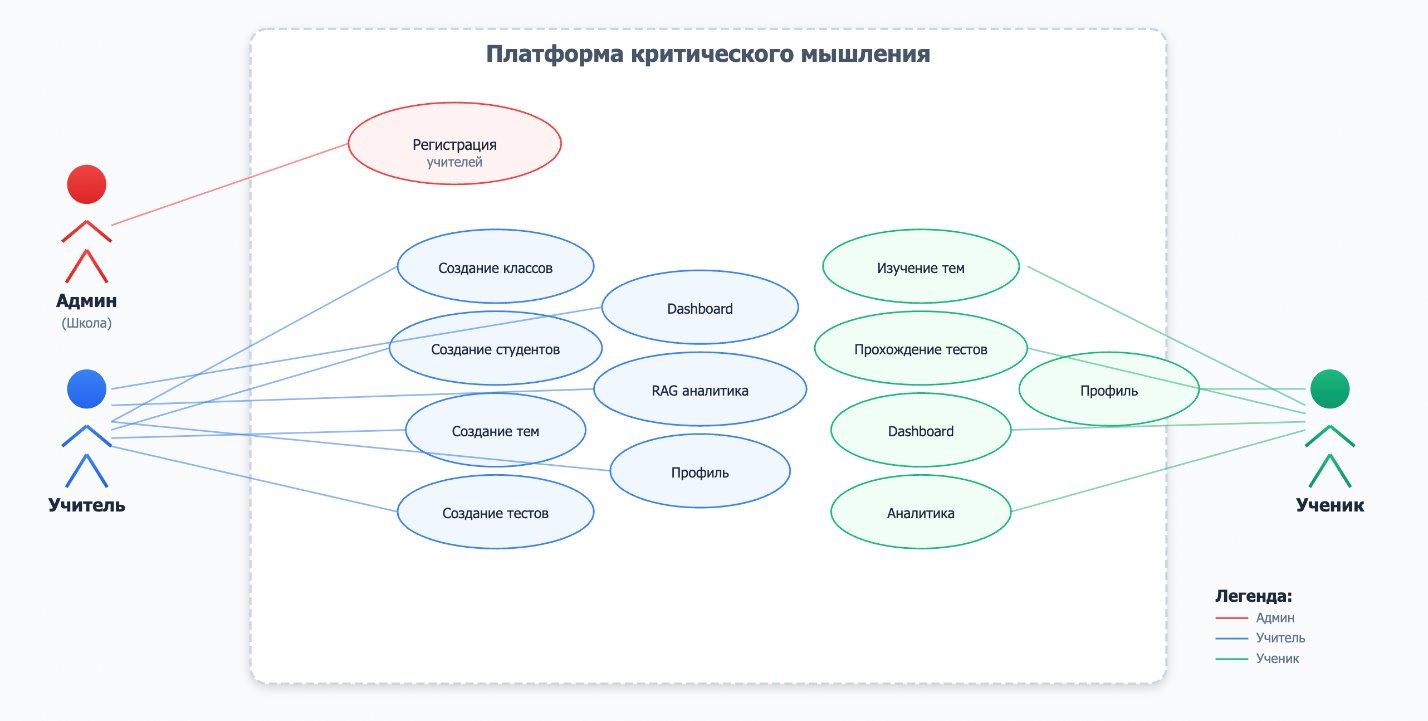 Платформа критического мышления
Регистрация
учителей
Админ
(Школа)
Учитель
Создание классов
Создание студентов
Создание тем
Создание тестов
Dashboard
RAG аналитика
Профиль
Изучение тем
Прохождение тестов
Dashboard
Аналитика
Профиль
Ученик
Легенда:
Админ
Учитель
Ученик